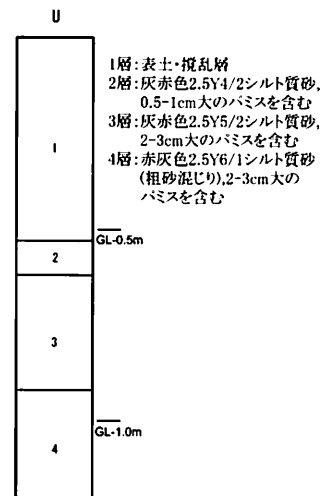 U
1層:表土・撹乱層
2層:灰赤色2.5Y4/2シルト質砂,
0.5-1cm大のパミスを含む
3層:灰赤色2.5Y5/2シルト質砂,
2-3cm大のパミスを含む
4層:赤灰色2.5Y6/1シルト質砂
(粗砂混じり),2-3cm大の
パミスを含む
1
GL-0.5m
2
3
GL-1.0m
4